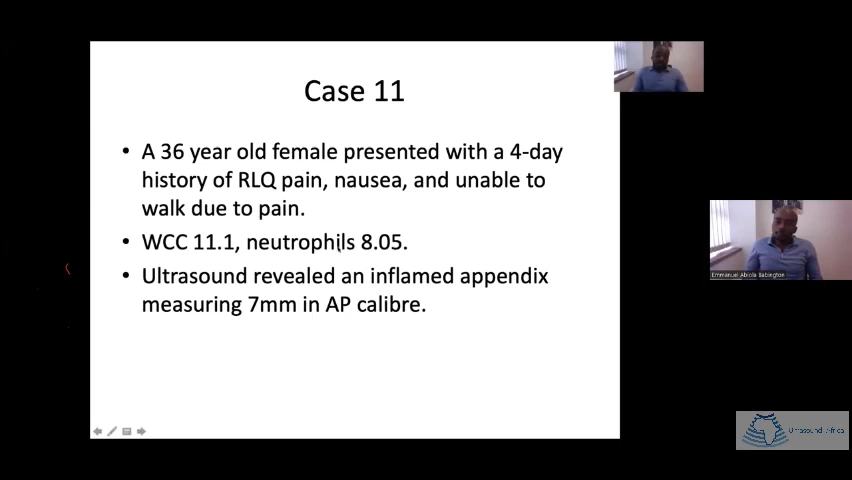 Case 11
• A 36 year old female presented with a 4-day
history of RLQ pain, nausea, and unable to
walk due to pain.
• WCC 11.1, neutrophils 8.05.
• Ultrasound revealed an inflamed appendix
measuring 7mm in AP calibre.
Emmanuel Abiola Babington
Ultrasound Africa